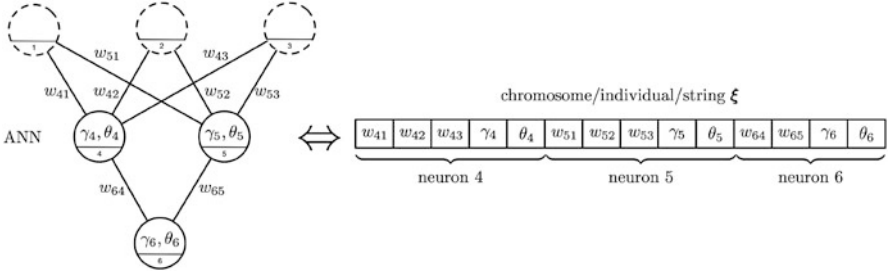 1 2 3
w₅₁ w₄₃
w₄₁ w₄₂ w₅₂ w₅₃
chromosome/individual/string ξ
ANN γ₄, θ₄ γ₅, θ₅ ⇔ w₄₁ w₄₂ w₄₃ γ₄ θ₄ w₅₁ w₅₂ w₅₃ γ₅ θ₅ w₆₄ w₆₅ γ₆ θ₆
4 5
neuron 4 neuron 5 neuron 6
w₆₄ w₆₅
γ₆, θ₆
6